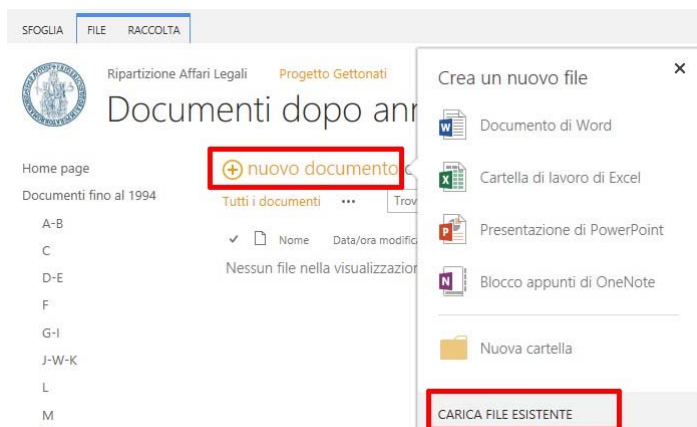 SFOGLIA FILE RACCOLTA
Ripartizione Affari Legali Progetto Gettonati
Documenti dopo ann
Home page
Documenti fino al 1994
A-B
C
D-E
F
G-I
J-W-K
L
M
nuovo documento
Tutti i documenti ••• Trov
Nome Data/ora modific
Nessun file nella visualizzazion
Crea un nuovo file
Documento di Word
Cartella di lavoro di Excel
Presentazione di PowerPoint
Blocco appunti di OneNote
Nuova cartella
CARICA FILE ESISTENTE